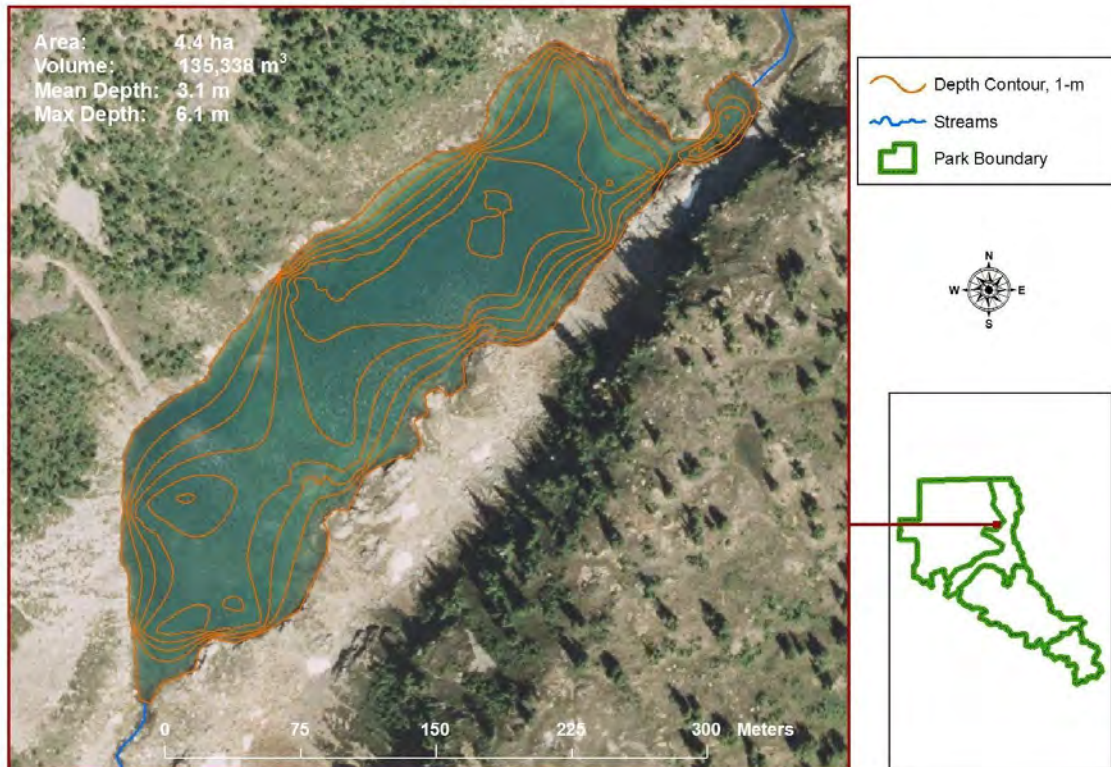 Area: 4.4 ha
Volume: 135,338 m³
Mean Depth: 3.1 m
Max Depth: 6.1 m
Depth Contour, 1-m
Streams
Park Boundary
N
W E
S
0 75 150 225 300 Meters